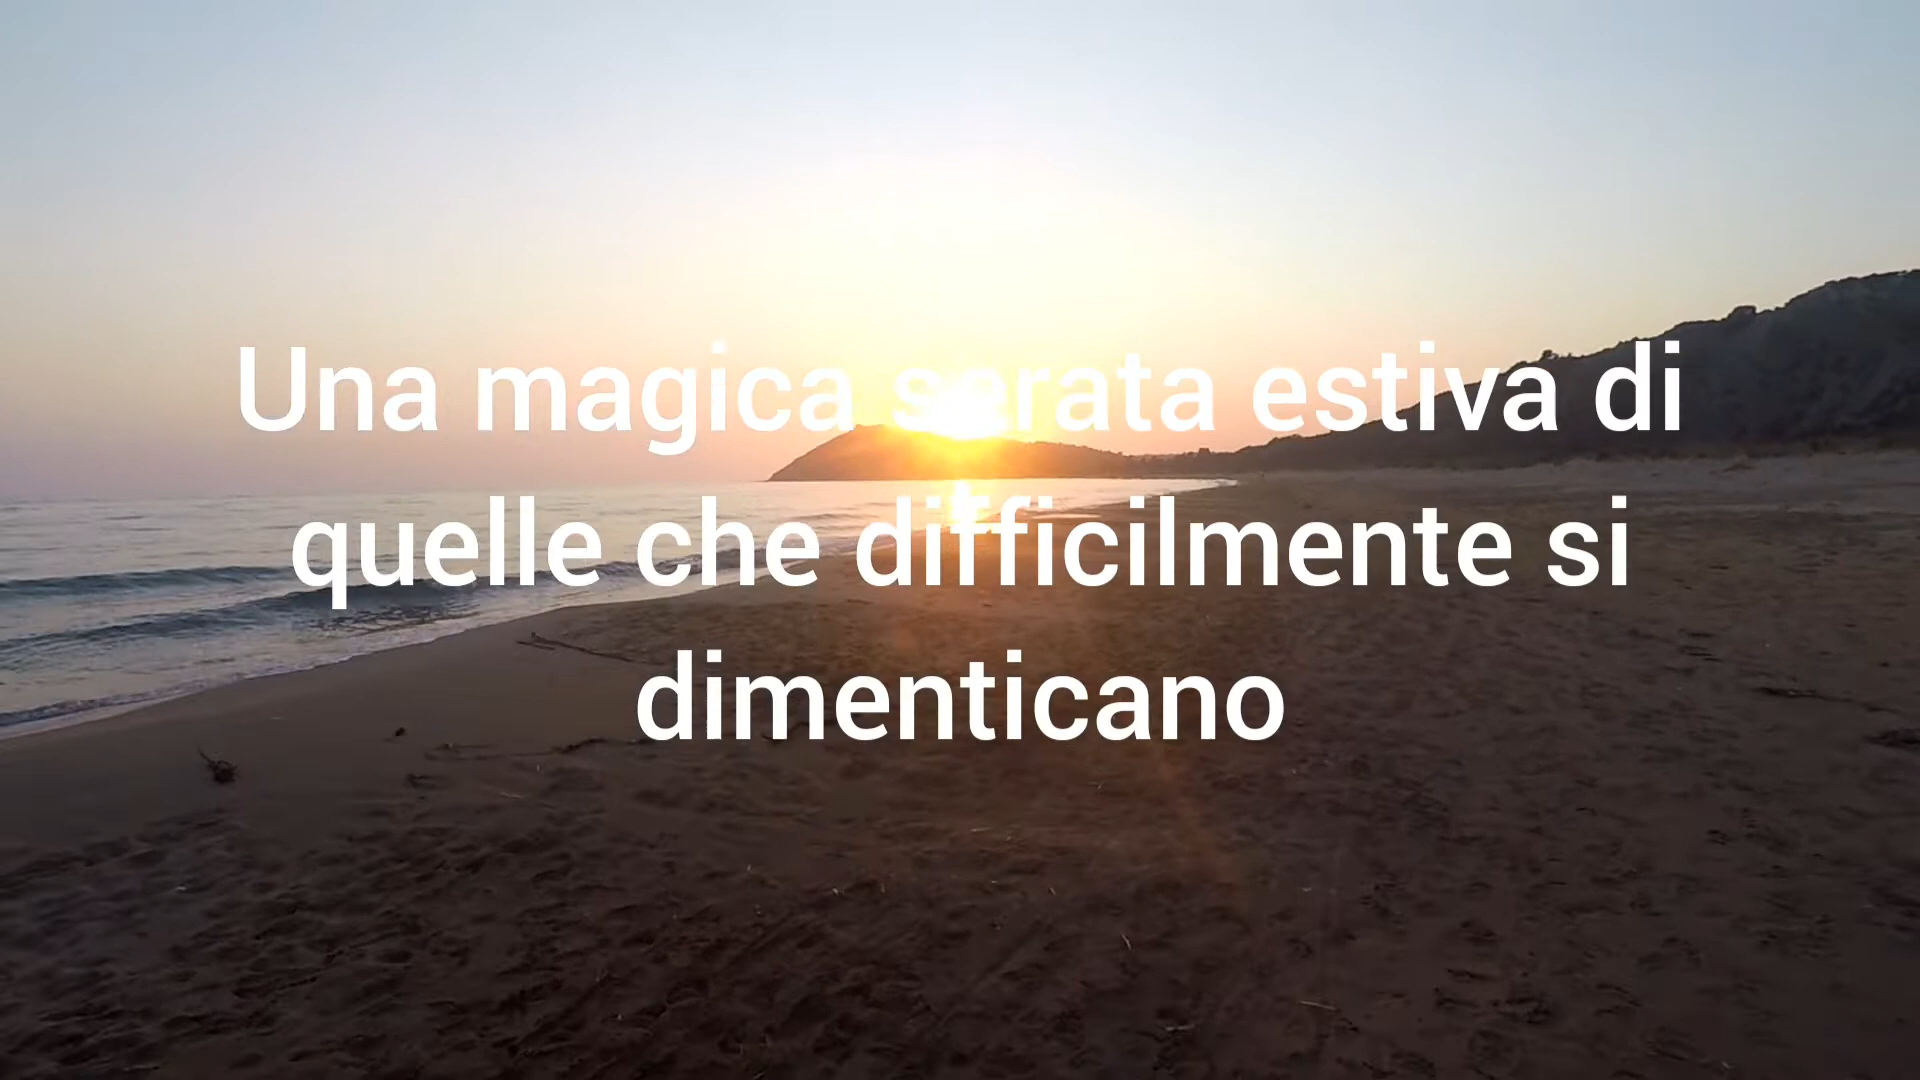 Una magica serata estiva di
quelle che difficilmente si
dimenticano